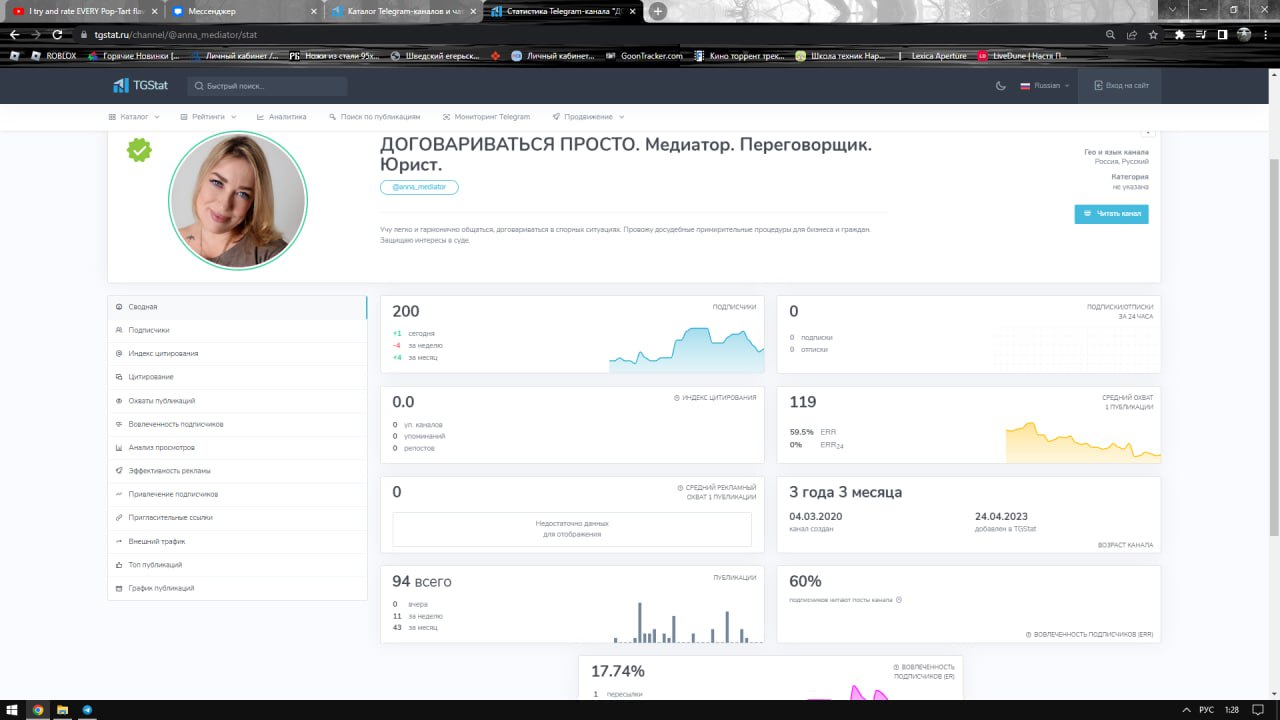 I try and rate EVERY Pop-Tart flav
Канал "ДОГОВАРИВАТЬСЯ ПРО
Статистика Telegram-канала "ДО
tgstat.ru/channel/@anna_mediator/stat
ROBLOX
Горячие Новинки [...
Личный кабинет /...
Ножи из стали 95x...
Шведский егерськ...
Личный кабинет...
GoonTracker.com
Кино торрент трек...
Школа техник Нар...
Lexica Aperture
LiveDune | Настя П...
TGStat
Быстрый поиск...
Russian
Вход на сайт
Каталог
Рейтинги
Аналитика
Поиск по публикациям
Мониторинг Telegram
Продвижение
ДОГОВАРИВАТЬСЯ ПРОСТО. Медиатор. Переговорщик.
Юрист.
@anna_mediator
Учу легко и гармонично общаться, договариваться в спорных ситуациях. Провожу досудебные примирительные процедуры для бизнеса и граждан.
Защищаю интересы в суде.
Гео и язык канала
Россия, Русский
Категория
не указана
Читать канал
Сводная
Подписчики
Индекс цитирования
Цитирование
Охваты публикаций
Вовлеченность подписчиков
Анализ просмотров
Эффективность рекламы
Привлечение подписчиков
Пригласительные ссылки
Внешний трафик
Топ публикаций
График публикаций
200
ПОДПИСЧИКИ
+1 сегодня
-4 за неделю
+4 за месяц
0
ПОДПИСКИ/ОТПИСКИ
ЗА 24 ЧАСА
0 подписки
0 отписки
0.0
ИНДЕКС ЦИТИРОВАНИЯ
0 уп. каналов
0 упоминаний
0 репостов
119
СРЕДНИЙ ОХВАТ
1 ПУБЛИКАЦИИ
59.5% ERR
0% ERR24
0
СРЕДНИЙ РЕКЛАМНЫЙ
ОХВАТ 1 ПУБЛИКАЦИИ
Недостаточно данных
для отображения
3 года 3 месяца
04.03.2020
канал создан
24.04.2023
добавлен в TGStat
ВОЗРАСТ КАНАЛА
94 всего
ПУБЛИКАЦИИ
0 вчера
11 за неделю
43 за месяц
60%
подписчиков читают посты канала
ВОВЛЕЧЕННОСТЬ ПОДПИСЧИКОВ (ERR)
17.74%
ВОВЛЕЧЕННОСТЬ
ПОДПИСЧИКОВ (ER)
1 пересылки
РУС
1:28